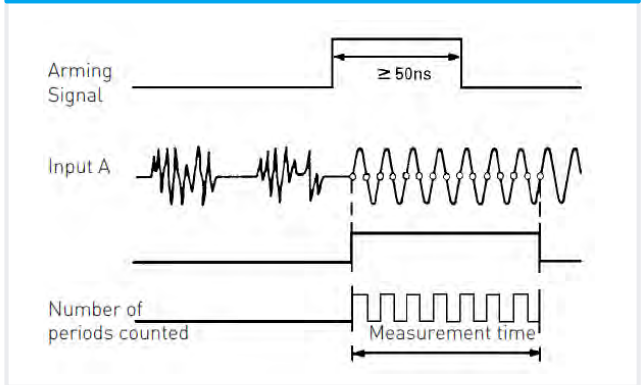 Arming
Signal
≥ 50ns
Input A
Number of
periods counted
Measurement time